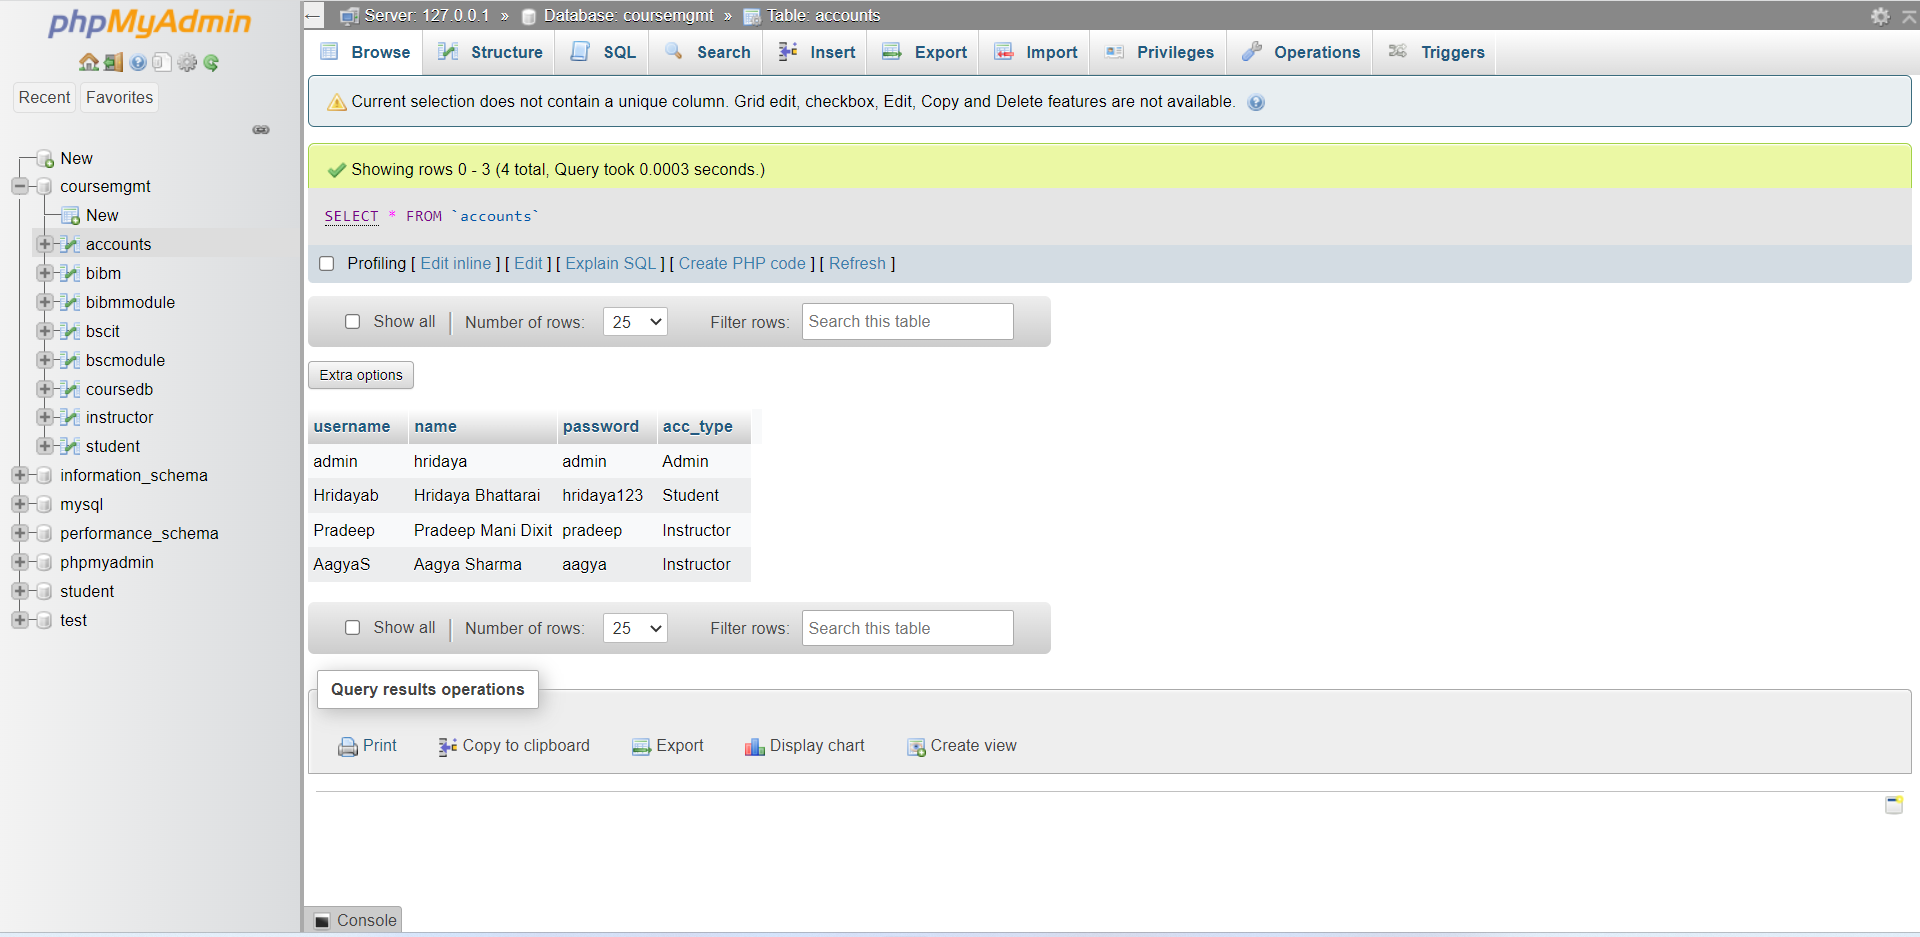 phpMyAdmin
Recent Favorites
New
coursemgmt
New
accounts
bibm
bibmmodule
bscit
bscmodule
coursedb
instructor
student
information_schema
mysql
performance_schema
phpmyadmin
student
test
Server: 127.0.0.1 » Database: coursemgmt » Table: accounts
Browse Structure SQL Search Insert Export Import Privileges Operations Triggers
Current selection does not contain a unique column. Grid edit, checkbox, Edit, Copy and Delete features are not available.
Showing rows 0 - 3 (4 total, Query took 0.0003 seconds.)
SELECT * FROM `accounts`
Profiling [ Edit inline ] [ Edit ] [ Explain SQL ] [ Create PHP code ] [ Refresh ]
Show all | Number of rows: 25 Filter rows: Search this table
Extra options
username name password acc_type
admin hridaya admin Admin
Hridayab Hridaya Bhattarai hridaya123 Student
Pradeep Pradeep Mani Dixit pradeep Instructor
AagyaS Aagya Sharma aagya Instructor
Show all | Number of rows: 25 Filter rows: Search this table
Query results operations
Print Copy to clipboard Export Display chart Create view
Console